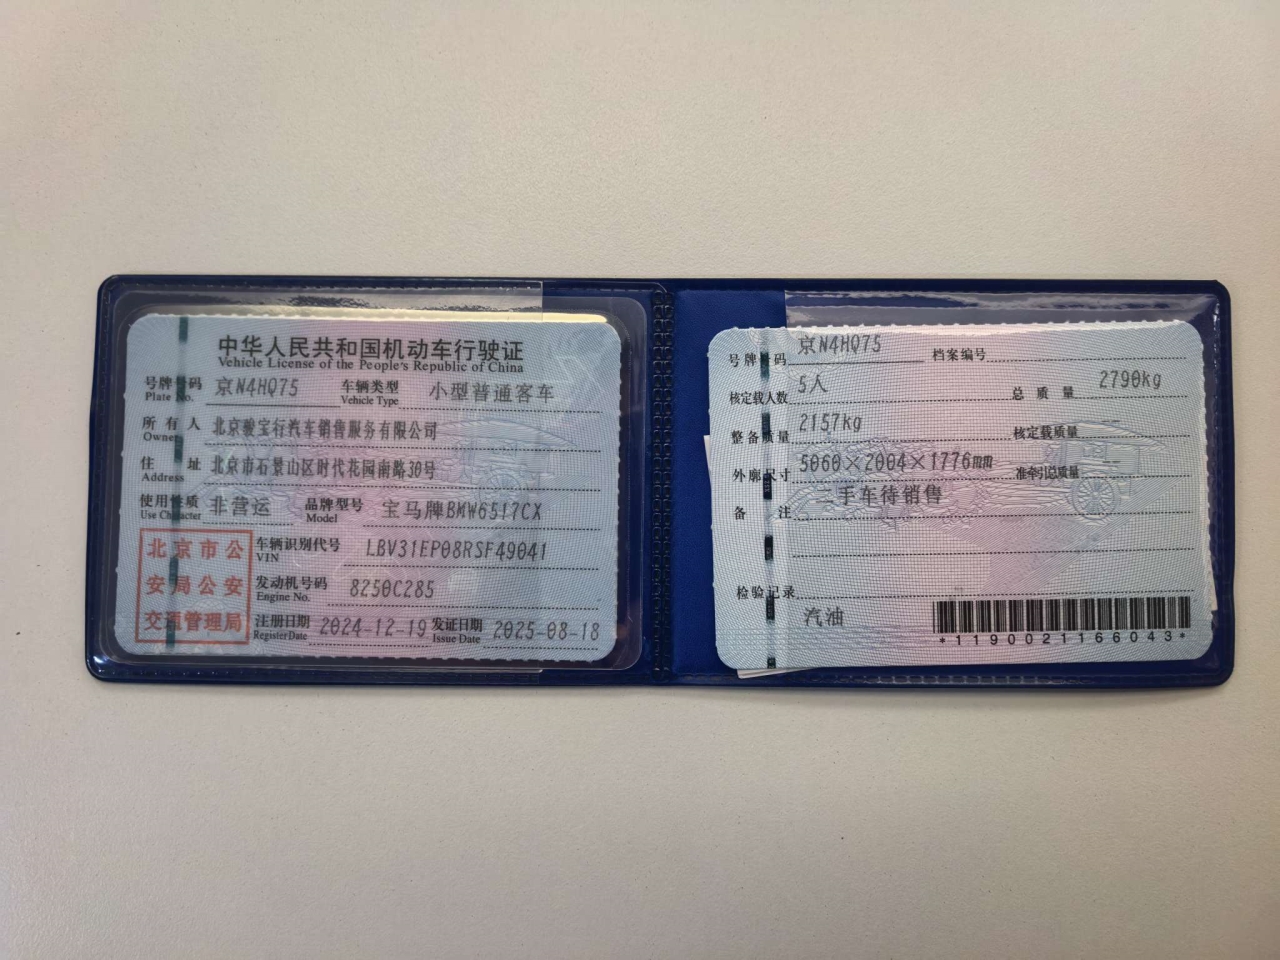 中华人民共和国机动车行驶证
Vehicle License of the People's Republic of China
号牌号码 京N4HQ75 车辆类型 小型普通客车
Plate No. Vehicle Type
所有人 北京骏宝行汽车销售服务有限公司
Owner
住址 北京市石景山区时代花园南路30号
Address
使用性质 非营运 品牌型号 宝马牌BMW6517CX
Use Character Model
北京市公安局公安交通管理局
车辆识别代号 LBV31EP08RSF49041
VIN
发动机号码 8250C285
Engine No.
注册日期 2024-12-19 发证日期 2025-08-18
Register Date Issue Date
号牌号码 京N4HQ75 档案编号
核定载人数 5人 总质量 2790kg
整备质量 2157kg 核定载质量
外廓尺寸 5060×2004×1776mm 准牵引总质量
备注 二手车待销售
检验记录
汽油
*1190021166043*